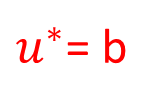 u* = b